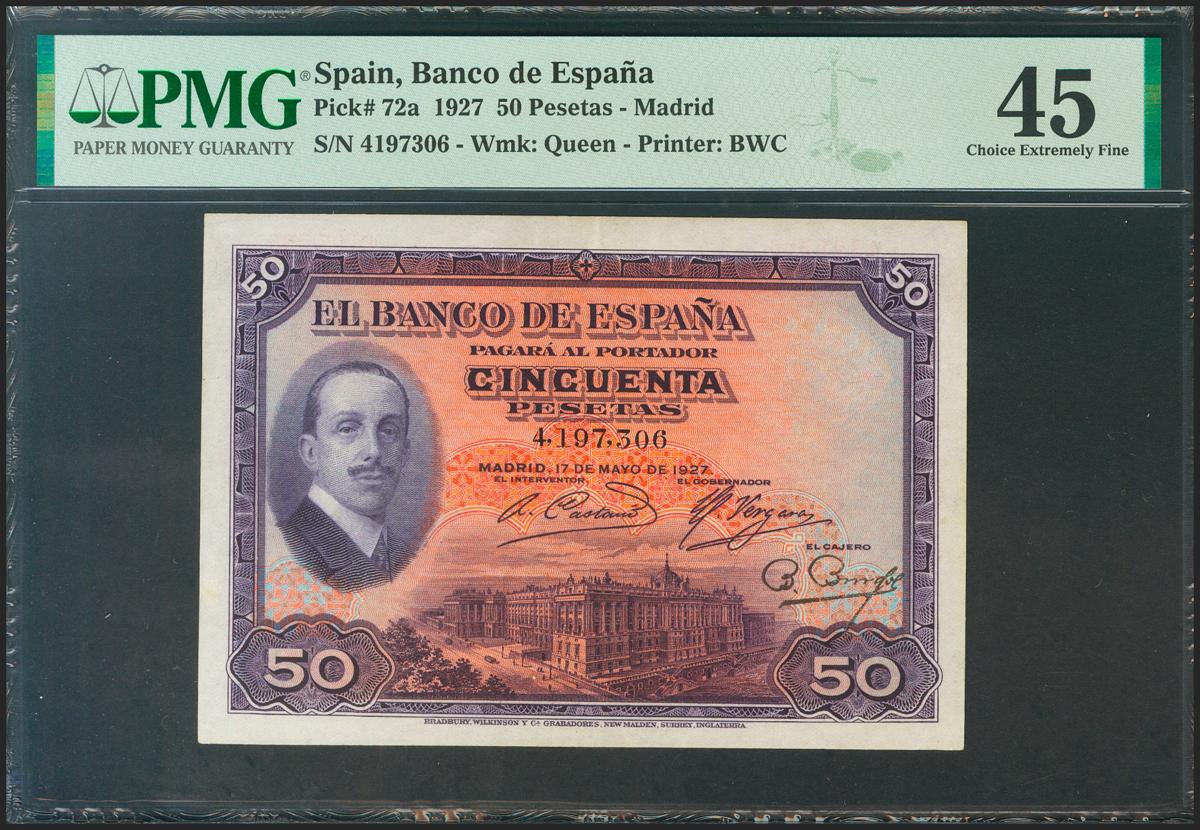 PMG®
PAPER MONEY GUARANTY
Spain, Banco de España
Pick# 72a 1927 50 Pesetas - Madrid
S/N 4197306 - Wmk: Queen - Printer: BWC
45
Choice Extremely Fine
50
50
EL BANCO DE ESPAÑA
PAGARÁ AL PORTADOR
CINCUENTA
PESETAS
4,197,306
MADRID, 17 DE MAYO DE 1927
EL INTERVENTOR EL GOBERNADOR
EL CAJERO
50
50
BRADBURY, WILKINSON Y Cª GRABADORES, NEW MALDEN, SURREY, INGLATERRA